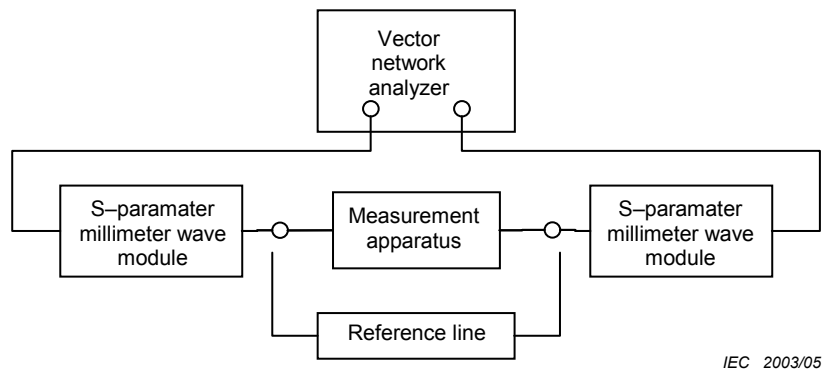 Vector
network
analyzer
S–paramater
millimeter wave
module
Measurement
apparatus
S–paramater
millimeter wave
module
Reference line
IEC 2003/05